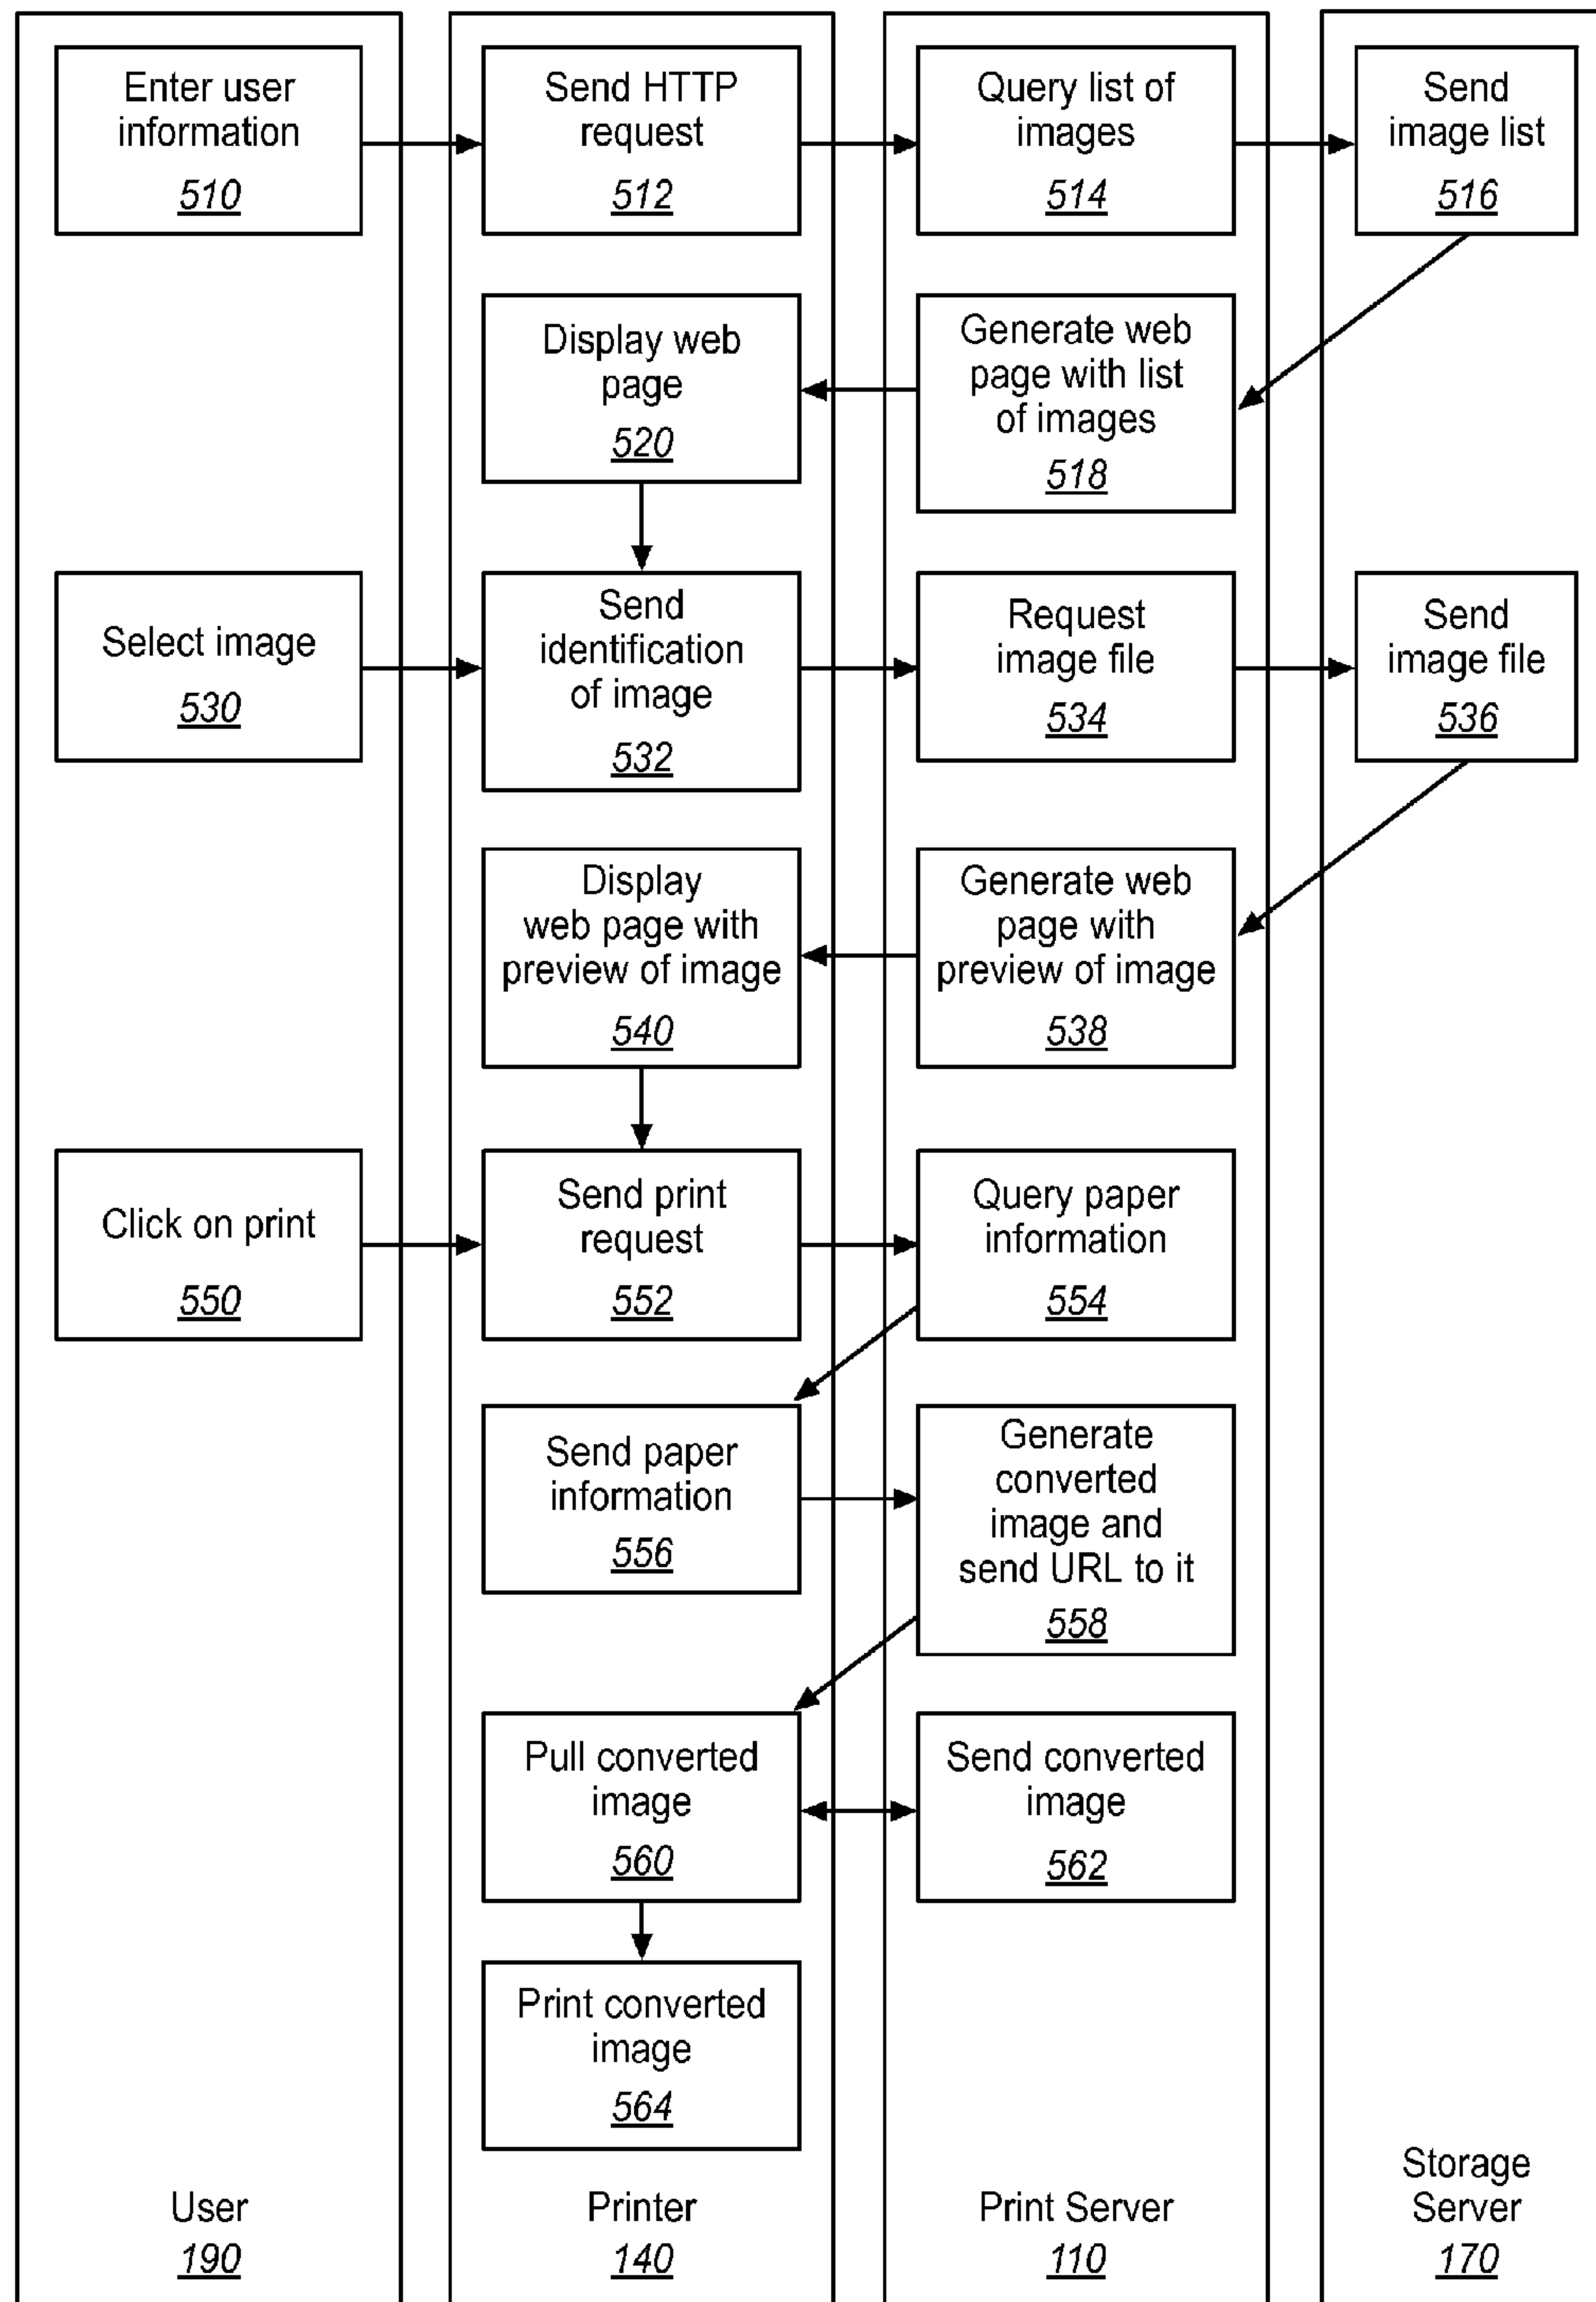 Enter user
information
510
Send HTTP
request
512
Query list of
images
514
Send
image list
516
Display web
page
520
Generate web
page with list
of images
518
Select image
530
Send
identification
of image
532
Request
image file
534
Send
image file
536
Display
web page with
preview of image
540
Generate web
page with
preview of image
538
Click on print
550
Send print
request
552
Query paper
information
554
Send paper
information
556
Generate
converted
image and
send URL to it
558
Pull converted
image
560
Send converted
image
562
Print converted
image
564
User
190
Printer
140
Print Server
110
Storage
Server
170